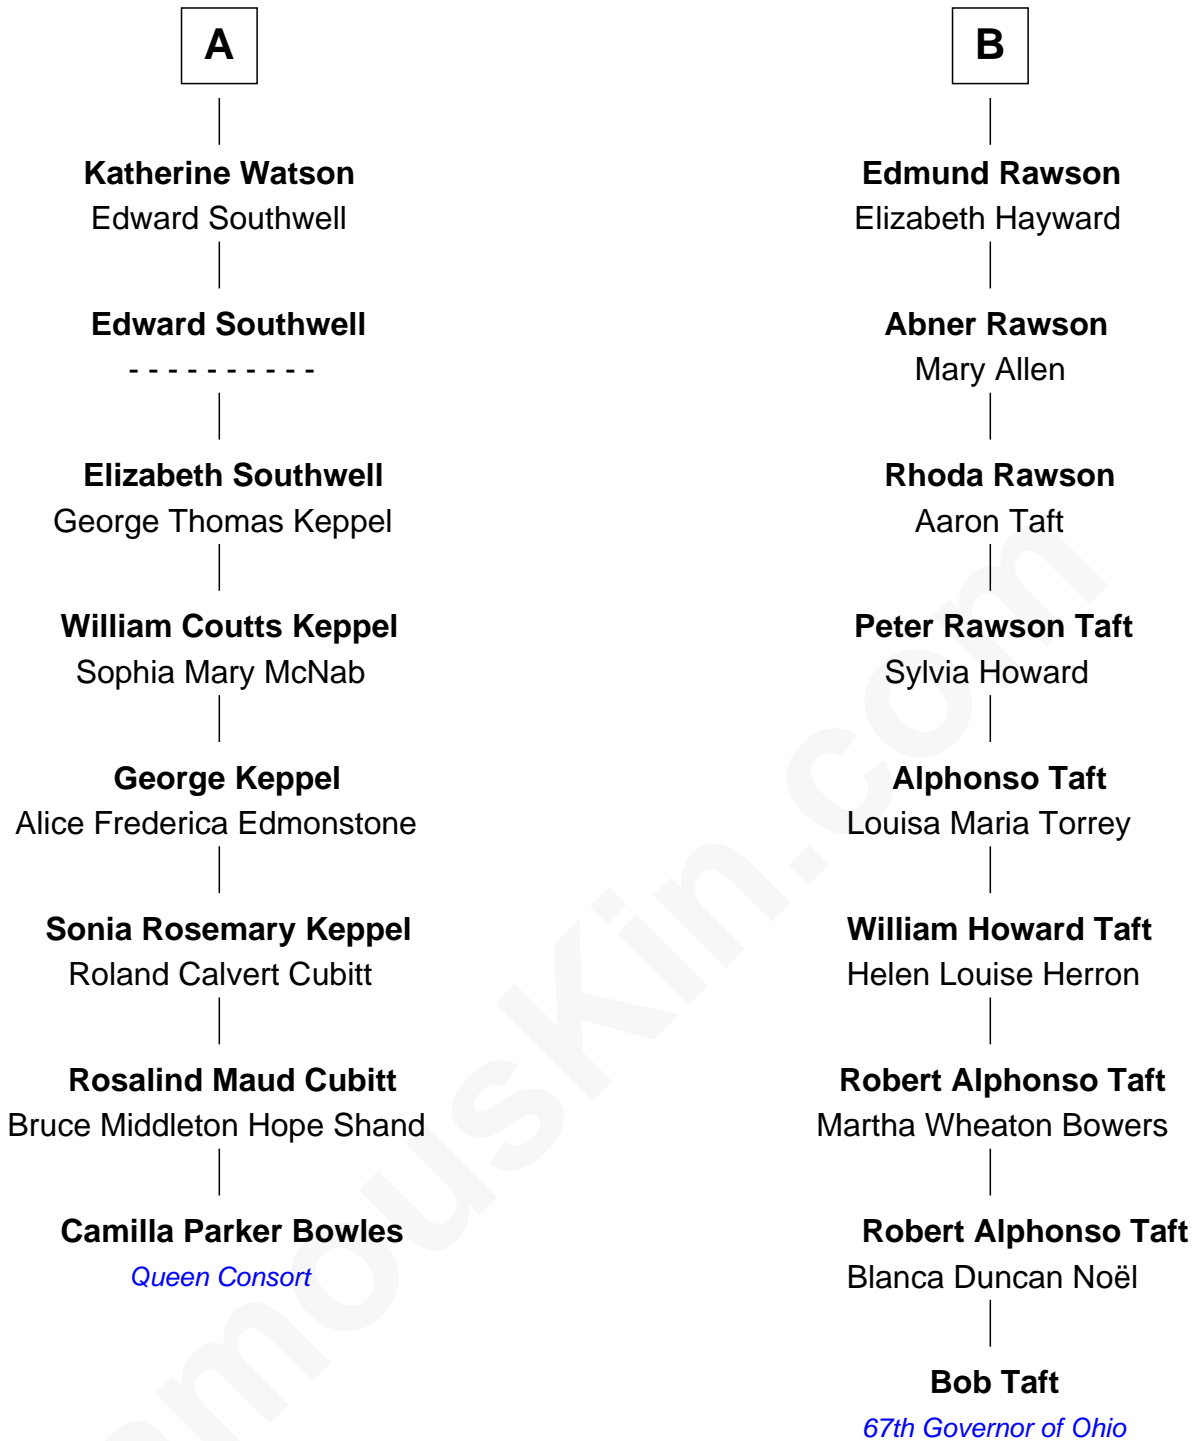 A
Katherine Watson
Edward Southwell
Edward Southwell
- - - - - - - - - -
Elizabeth Southwell
George Thomas Keppel
William Coutts Keppel
Sophia Mary McNab
George Keppel
Alice Frederica Edmonstone
Sonia Rosemary Keppel
Roland Calvert Cubitt
Rosalind Maud Cubitt
Bruce Middleton Hope Shand
Camilla Parker Bowles
Queen Consort
B
Edmund Rawson
Elizabeth Hayward
Abner Rawson
Mary Allen
Rhoda Rawson
Aaron Taft
Peter Rawson Taft
Sylvia Howard
Alphonso Taft
Louisa Maria Torrey
William Howard Taft
Helen Louise Herron
Robert Alphonso Taft
Martha Wheaton Bowers
Robert Alphonso Taft
Blanca Duncan Noël
Bob Taft
67th Governor of Ohio
amouskin.com